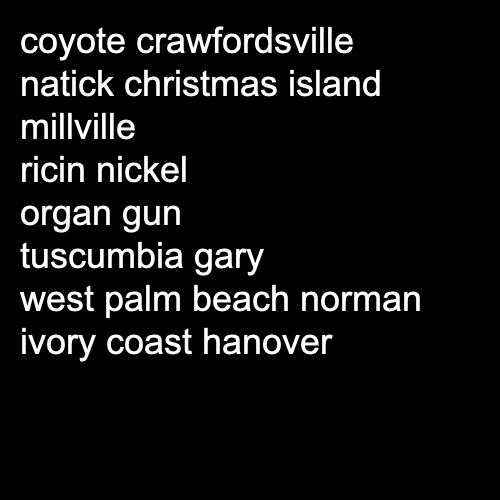 coyote crawfordsville
natick christmas island
millville
ricin nickel
organ gun
tuscumbia gary
west palm beach norman
ivory coast hanover